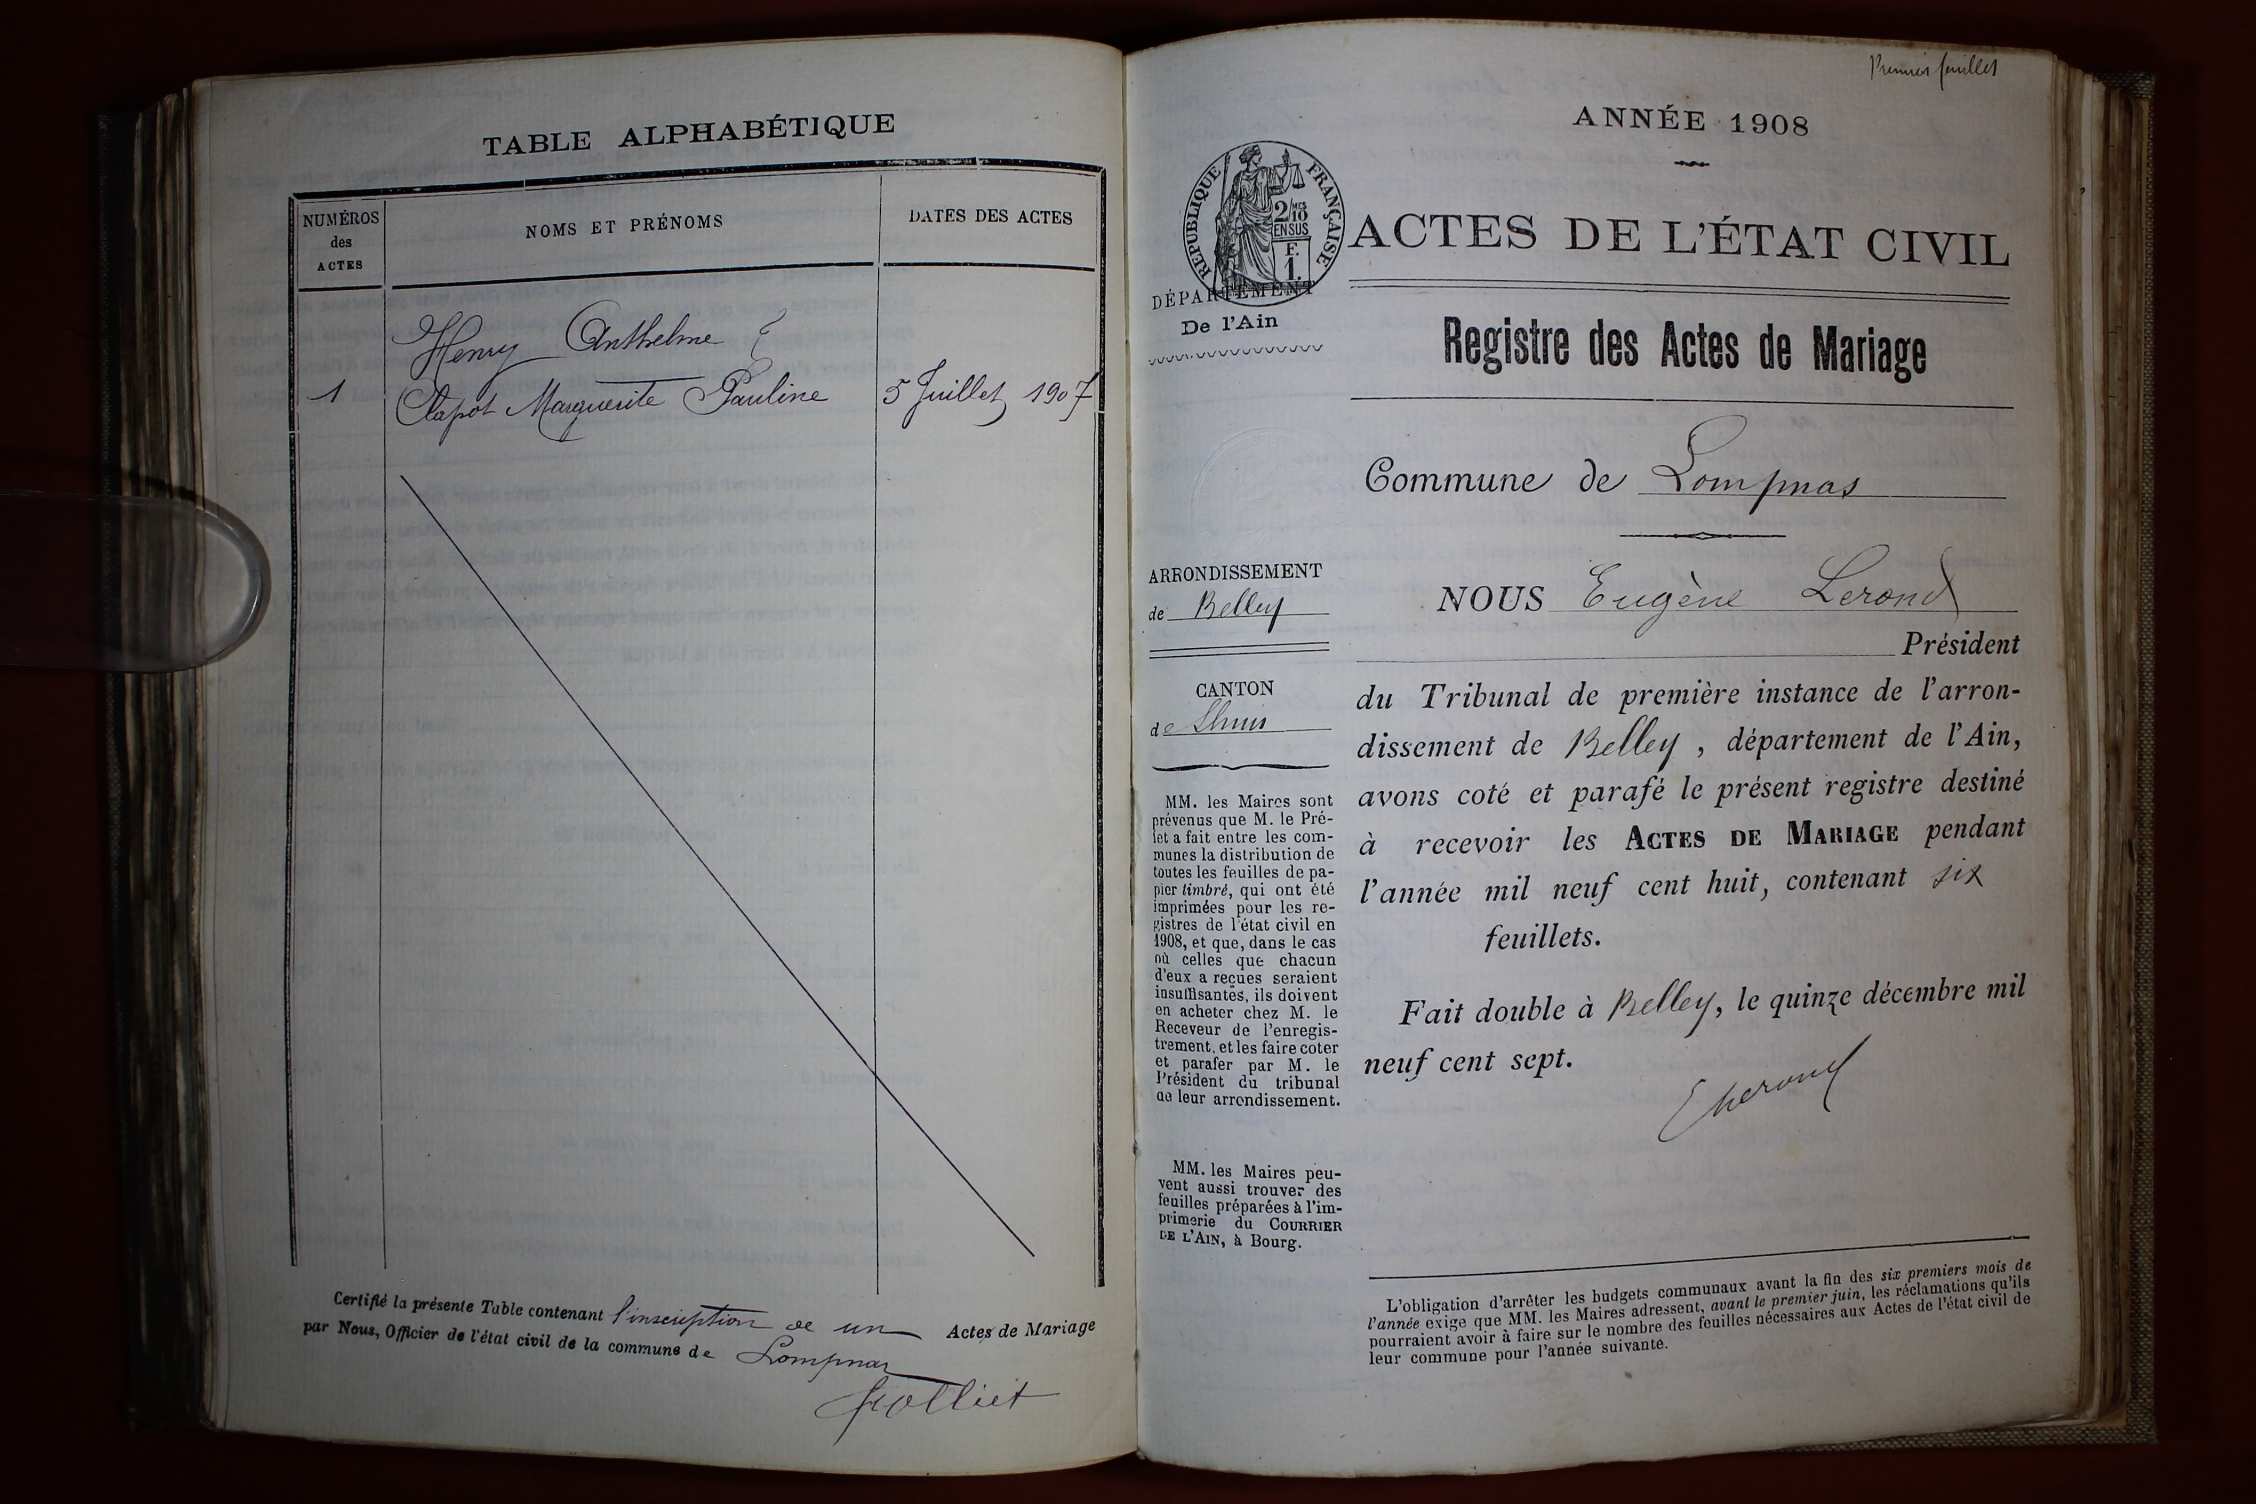 TABLE ALPHABÉTIQUE
NUMÉROS
des
ACTES
NOMS ET PRÉNOMS
DATES DES ACTES
Henry Anthelme
1 Clapot Marguerite Pauline 5 Juillet 1907
Certifié la présente Table contenant l'inscription de un Actes de Mariage
par Nous, Officier de l'état civil de la commune de Lompnas
Premier feuillet
ANNÉE 1908
RÉPUBLIQUE FRANÇAISE
2/10
EN SUS
F.
1.
ACTES DE L'ÉTAT CIVIL
DÉPARTEMENT
De l'Ain
Registre des Actes de Mariage
Commune de Lompnas
ARRONDISSEMENT
de Belley
CANTON
de Lhuis
MM. les Maires sont
prévenus que M. le Pré-
fet a fait entre les com-
munes la distribution de
toutes les feuilles de pa-
pier timbré, qui ont été
imprimées pour les re-
gistres de l'état civil en
1908, et que, dans le cas
où celles que chacun
d'eux a reçues seraient
insuffisantes, ils doivent
en acheter chez M. le
Receveur de l'enregis-
trement, et les faire coter
et parafer par M. le
Président du tribunal
de leur arrondissement.
MM. les Maires peu-
vent aussi trouver des
feuilles préparées à l'im-
primerie du COURRIER
DE L'AIN, à Bourg.
NOUS Eugène Lerond
Président
du Tribunal de première instance de l'arron-
dissement de Belley, département de l'Ain,
avons coté et parafé le présent registre destiné
à recevoir les ACTES DE MARIAGE pendant
l'année mil neuf cent huit, contenant six
feuillets.
Fait double à Belley, le quinze décembre mil
neuf cent sept.
L'obligation d'arrêter les budgets communaux avant la fin des six premiers mois de
l'année exige que MM. les Maires adressent, avant le premier juin, les réclamations qu'ils
pourraient avoir à faire sur le nombre des feuilles nécessaires aux Actes de l'état civil de
leur commune pour l'année suivante.